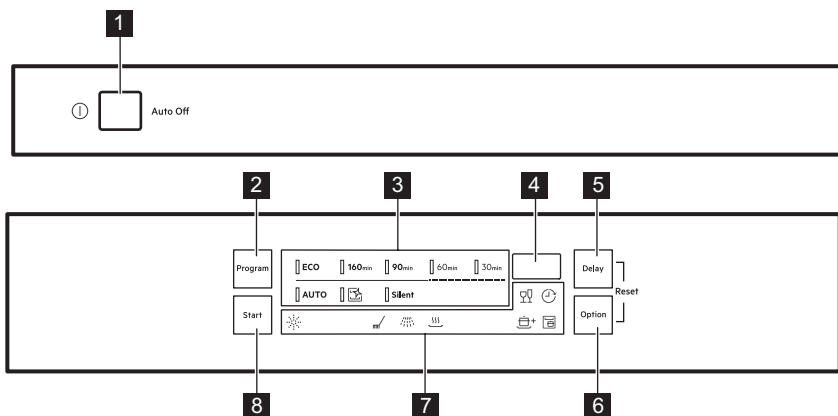 1
Auto Off
2 3 4 5
Program ECO 160min 90min 60min 30min Delay
Reset
AUTO Silent
Start Option
8 7 6